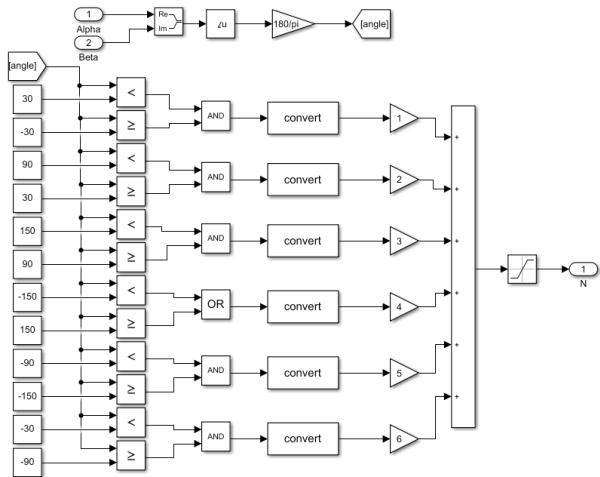 1
Alpha
2
Beta
Re
Im
∠u
180/pi
[angle]
[angle]
30
<
-30
≥
AND
convert
1
+
90
<
30
≥
AND
convert
2
+
150
<
90
≥
AND
convert
3
+
-150
<
150
≥
OR
convert
4
+
-90
<
-150
≥
AND
convert
5
+
-30
<
-90
≥
AND
convert
6
+
1
N